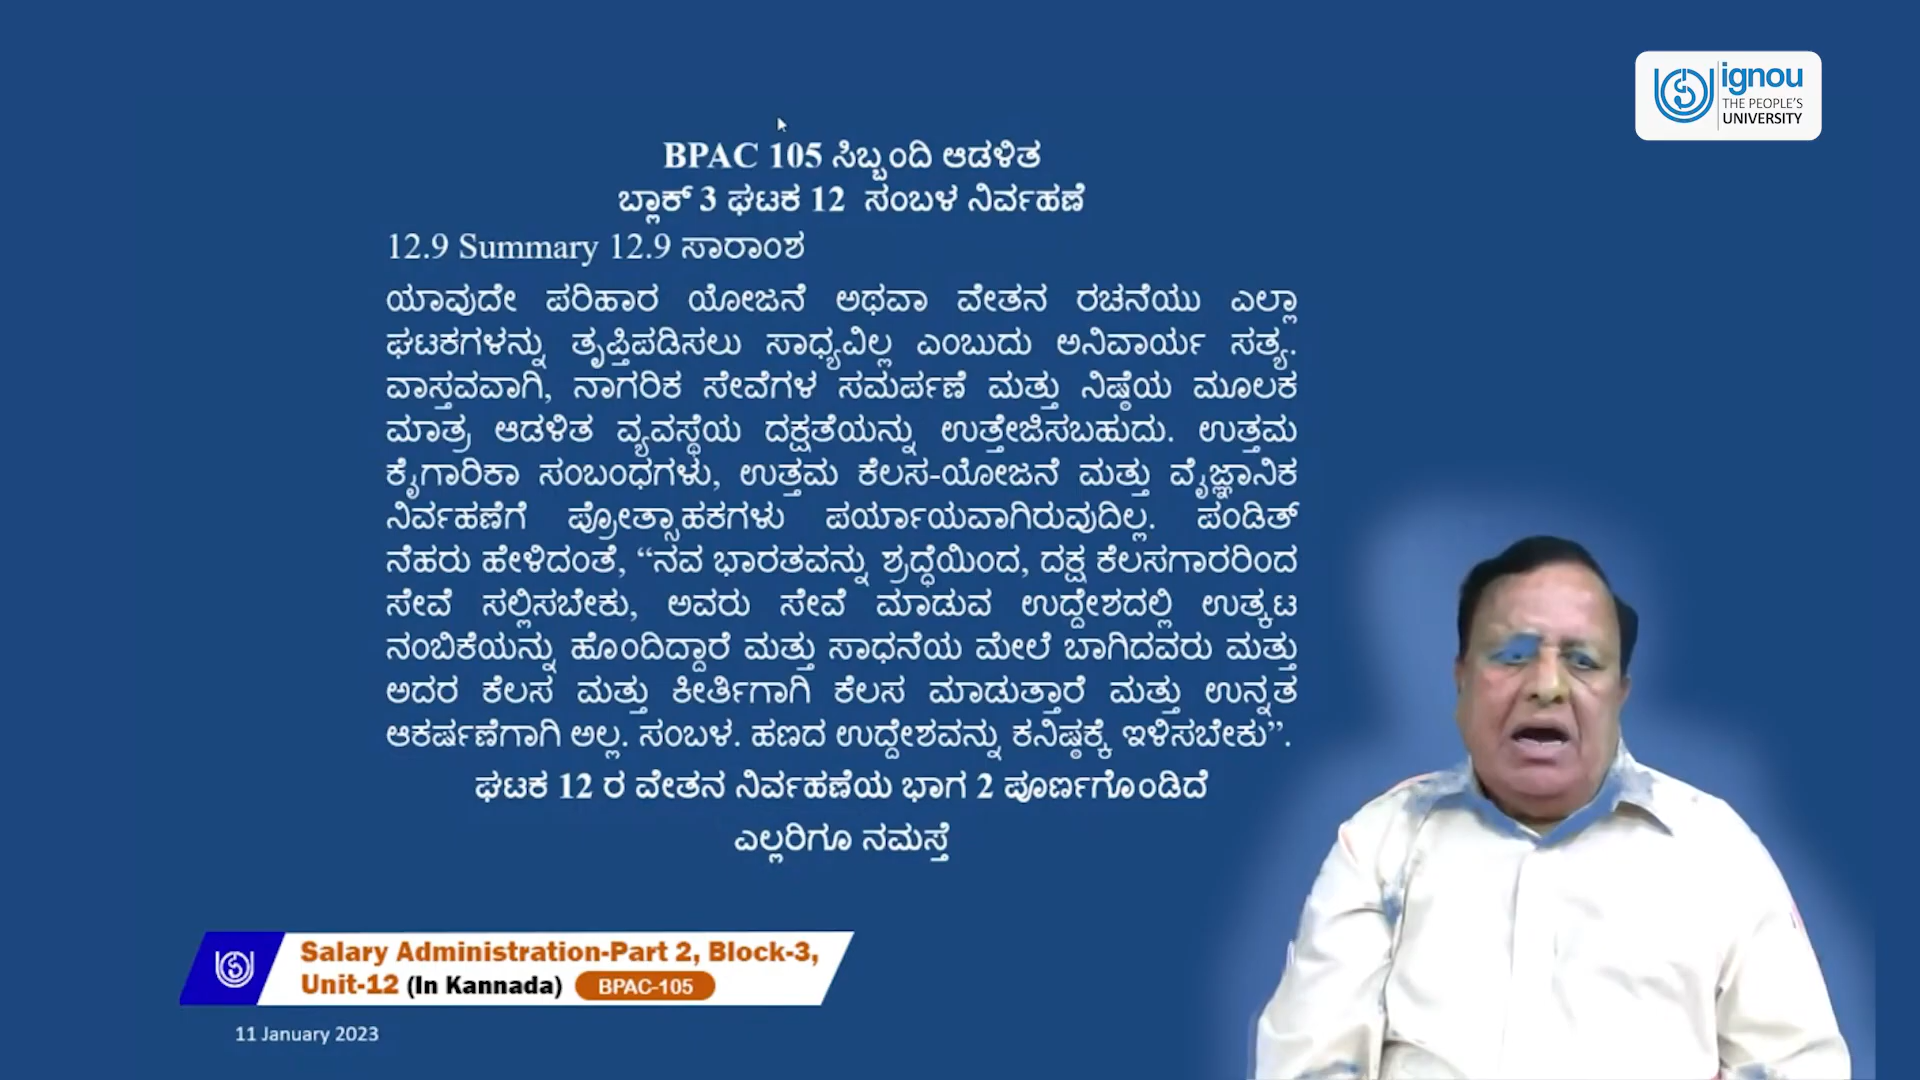 ignou
THE PEOPLE'S
UNIVERSITY
BPAC 105 ಸಿಬ್ಬಂದಿ ಆಡಳಿತ
ಬ್ಲಾಕ್ 3 ಘಟಕ 12 ಸಂಬಳ ನಿರ್ವಹಣೆ
12.9 Summary 12.9 ಸಾರಾಂಶ
ಯಾವುದೇ ಪರಿಹಾರ ಯೋಜನೆ ಅಥವಾ ವೇತನ ರಚನೆಯು ಎಲ್ಲಾ
ಘಟಕಗಳನ್ನು ತೃಪ್ತಿಪಡಿಸಲು ಸಾಧ್ಯವಿಲ್ಲ ಎಂಬುದು ಅನಿವಾರ್ಯ ಸತ್ಯ.
ವಾಸ್ತವವಾಗಿ, ನಾಗರಿಕ ಸೇವೆಗಳ ಸಮರ್ಪಣೆ ಮತ್ತು ನಿಷ್ಠೆಯ ಮೂಲಕ
ಮಾತ್ರ ಆಡಳಿತ ವ್ಯವಸ್ಥೆಯ ದಕ್ಷತೆಯನ್ನು ಉತ್ತೇಜಿಸಬಹುದು. ಉತ್ತಮ
ಕೈಗಾರಿಕಾ ಸಂಬಂಧಗಳು, ಉತ್ತಮ ಕೆಲಸ-ಯೋಜನೆ ಮತ್ತು ವೈಜ್ಞಾನಿಕ
ನಿರ್ವಹಣೆಗೆ ಪ್ರೋತ್ಸಾಹಕಗಳು ಪರ್ಯಾಯವಾಗಿರುವುದಿಲ್ಲ. ಪಂಡಿತ್
ನೆಹರು ಹೇಳಿದಂತೆ, “ನವ ಭಾರತವನ್ನು ಶ್ರದ್ಧೆಯಿಂದ, ದಕ್ಷ ಕೆಲಸಗಾರರಿಂದ
ಸೇವೆ ಸಲ್ಲಿಸಬೇಕು, ಅವರು ಸೇವೆ ಮಾಡುವ ಉದ್ದೇಶದಲ್ಲಿ ಉತ್ಕಟ
ನಂಬಿಕೆಯನ್ನು ಹೊಂದಿದ್ದಾರೆ ಮತ್ತು ಸಾಧನೆಯ ಮೇಲೆ ಬಾಗಿದವರು ಮತ್ತು
ಅದರ ಕೆಲಸ ಮತ್ತು ಕೀರ್ತಿಗಾಗಿ ಕೆಲಸ ಮಾಡುತ್ತಾರೆ ಮತ್ತು ಉನ್ನತ
ಆಕರ್ಷಣೆಗಾಗಿ ಅಲ್ಲ. ಸಂಬಳ. ಹಣದ ಉದ್ದೇಶವನ್ನು ಕನಿಷ್ಠಕ್ಕೆ ಇಳಿಸಬೇಕು”.
ಘಟಕ 12 ರ ವೇತನ ನಿರ್ವಹಣೆಯ ಭಾಗ 2 ಪೂರ್ಣಗೊಂಡಿದೆ
ಎಲ್ಲರಿಗೂ ನಮಸ್ತೆ
Salary Administration-Part 2, Block-3,
Unit-12 (In Kannada) BPAC-105
11 January 2023